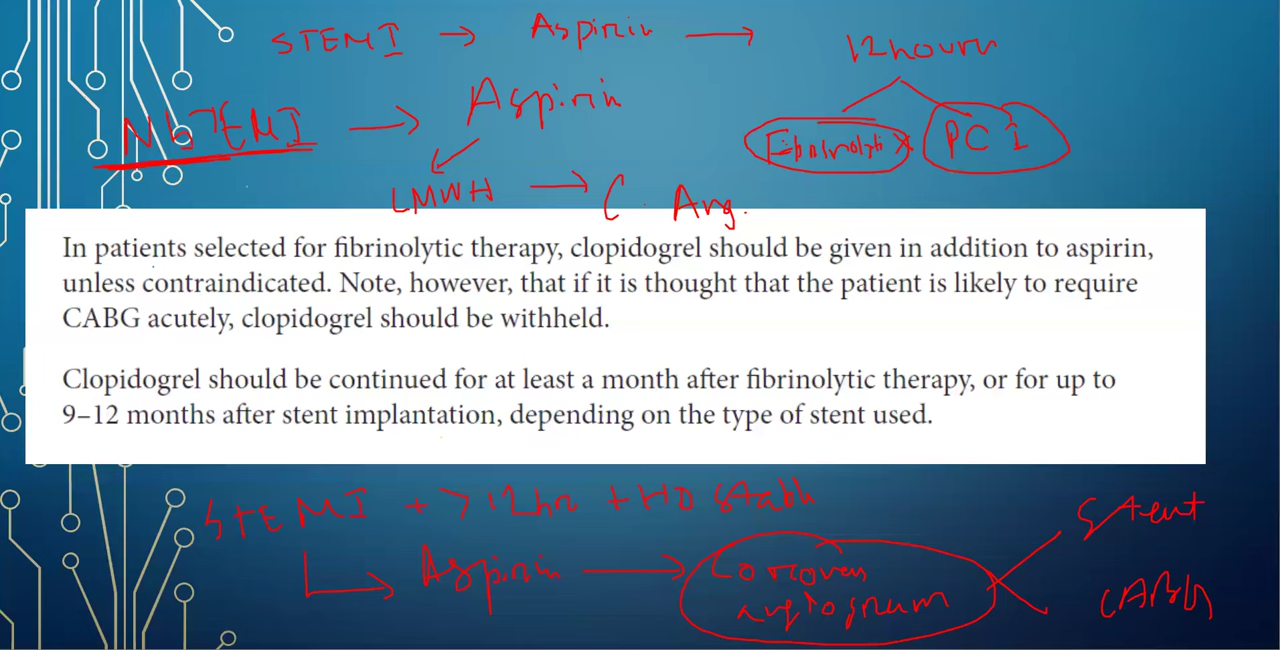 STEMI → Aspirin → 12 hours
NSTEMI → Aspirin
Fibrinolytic X PCI
LMWH → C. Ang.
In patients selected for fibrinolytic therapy, clopidogrel should be given in addition to aspirin,
unless contraindicated. Note, however, that if it is thought that the patient is likely to require
CABG acutely, clopidogrel should be withheld.
Clopidogrel should be continued for at least a month after fibrinolytic therapy, or for up to
9–12 months after stent implantation, depending on the type of stent used.
STEMI + >12hr + HD stable
Stent
Aspirin → Coronary
angiogram
CABG